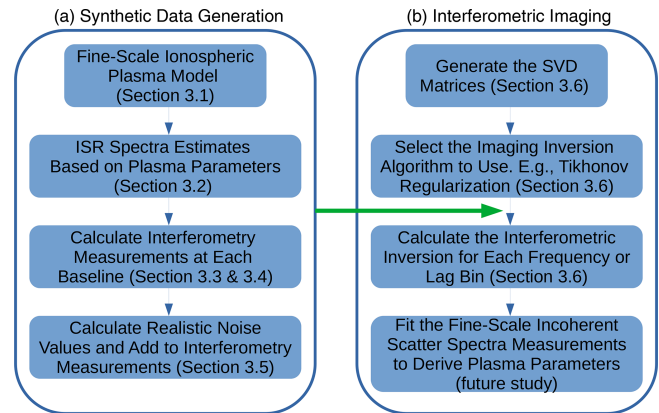 (a) Synthetic Data Generation
Fine-Scale Ionospheric
Plasma Model
(Section 3.1)
ISR Spectra Estimates
Based on Plasma Parameters
(Section 3.2)
Calculate Interferometry
Measurements at Each
Baseline (Section 3.3 & 3.4)
Calculate Realistic Noise
Values and Add to Interferometry
Measurements (Section 3.5)
(b) Interferometric Imaging
Generate the SVD
Matrices (Section 3.6)
Select the Imaging Inversion
Algorithm to Use. E.g., Tikhonov
Regularization (Section 3.6)
Calculate the Interferometric
Inversion for Each Frequency or
Lag Bin (Section 3.6)
Fit the Fine-Scale Incoherent
Scatter Spectra Measurements
to Derive Plasma Parameters
(future study)